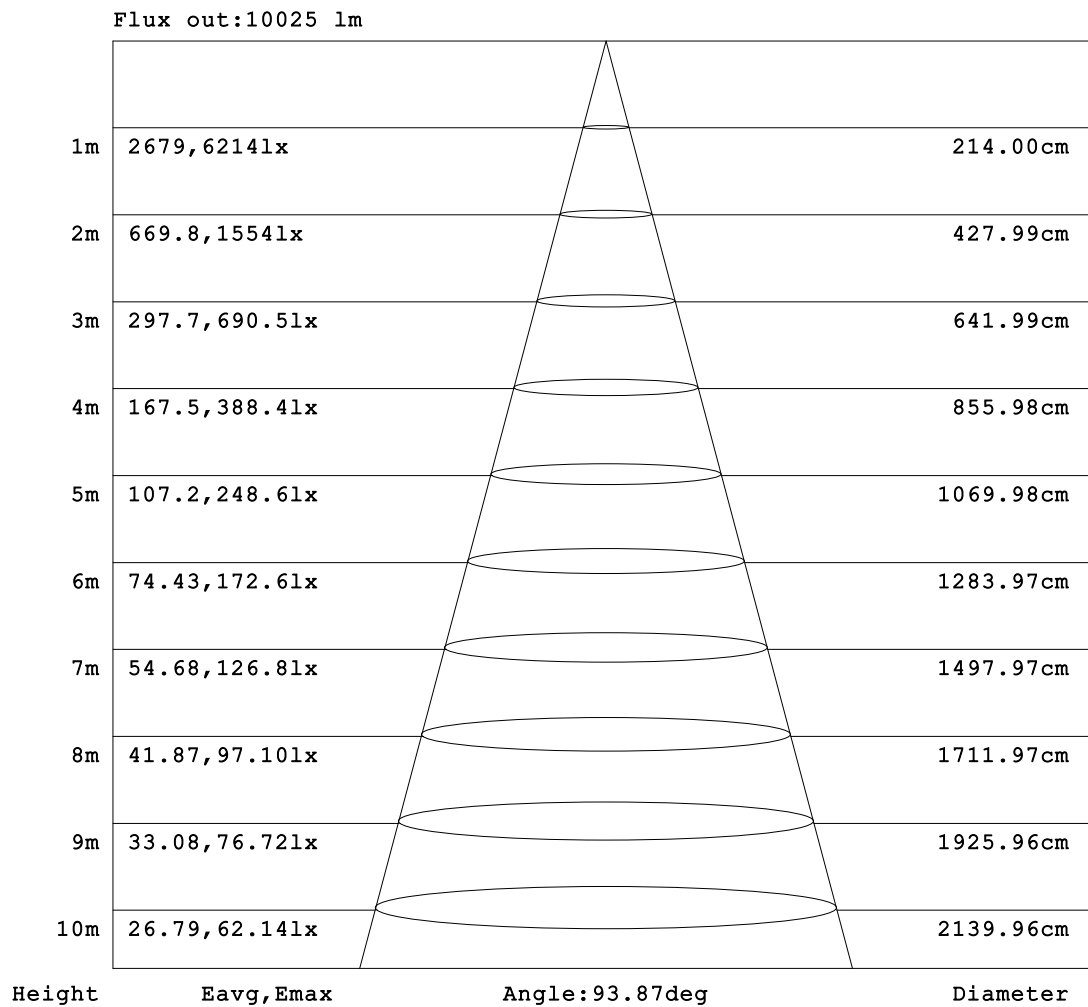 Flux out:10025 lm
1m 2679,6214lx 214.00cm
2m 669.8,1554lx 427.99cm
3m 297.7,690.5lx 641.99cm
4m 167.5,388.4lx 855.98cm
5m 107.2,248.6lx 1069.98cm
6m 74.43,172.6lx 1283.97cm
7m 54.68,126.8lx 1497.97cm
8m 41.87,97.10lx 1711.97cm
9m 33.08,76.72lx 1925.96cm
10m 26.79,62.14lx 2139.96cm
Height Eavg,Emax Angle:93.87deg Diameter